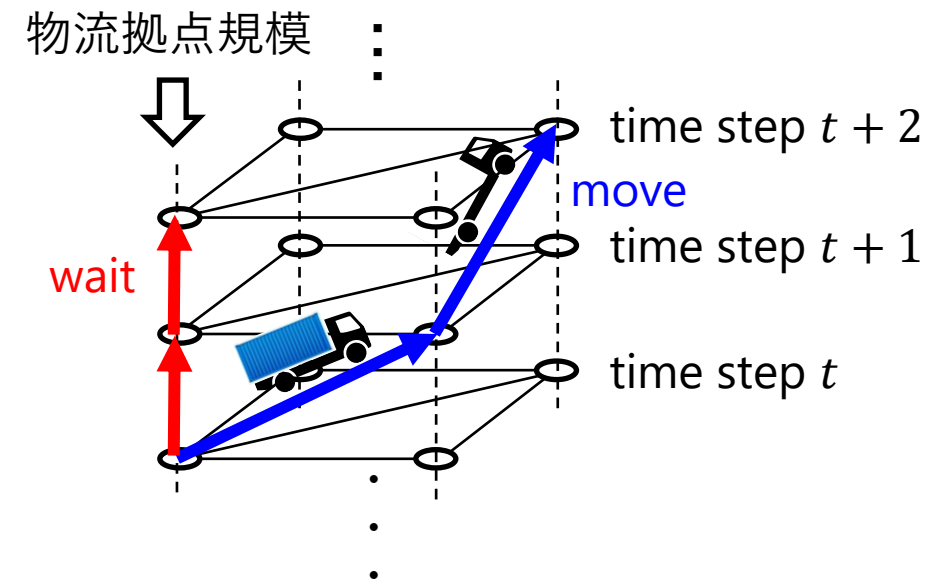 物流拠点規模
time step t + 2
move
time step t + 1
wait
time step t